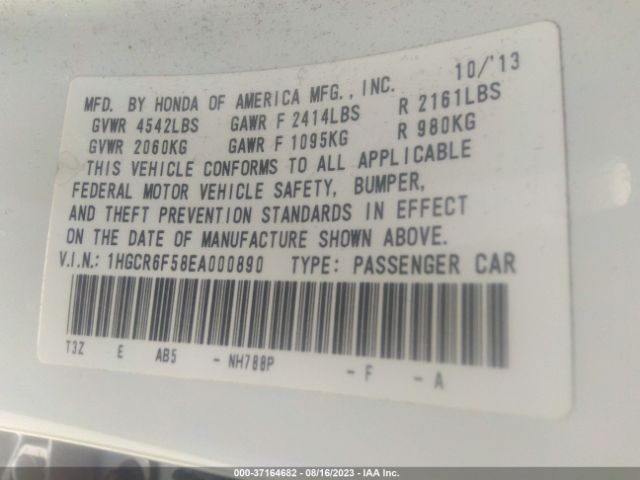 10/'13
MFD. BY HONDA OF AMERICA MFG., INC.
GVWR 4542LBS GAWR F 2414LBS R 2161LBS
GVWR 2060KG GAWR F 1095KG R 980KG
THIS VEHICLE CONFORMS TO ALL APPLICABLE
FEDERAL MOTOR VEHICLE SAFETY, BUMPER,
AND THEFT PREVENTION STANDARDS IN EFFECT
ON THE DATE OF MANUFACTURE SHOWN ABOVE.
V.I.N.: 1HGCR6F58EA000890 TYPE: PASSENGER CAR
T3Z E AB5 - NH788P - F - A
000-37164682 - 08/16/2023 - IAA Inc.